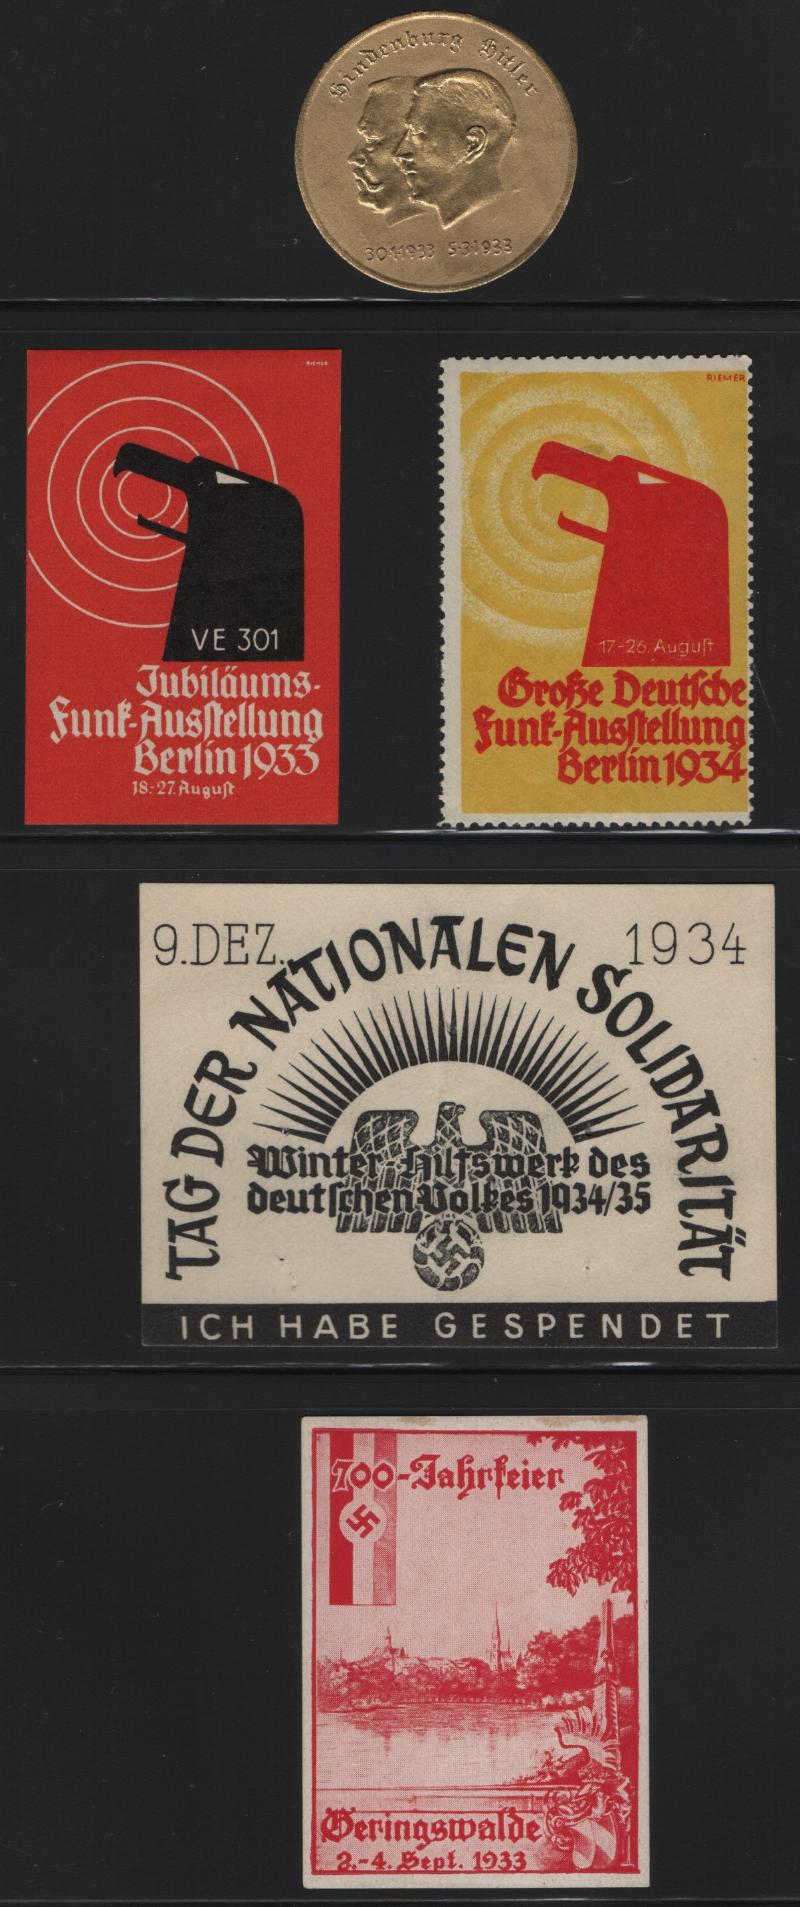 Hindenburg Hitler
30·1·1933 5·3·1933
RIEMER
VE 301
Jubiläums-
Funk-Ausstellung
Berlin 1933
18.-27. August
RIEMER
17.-26. August
Große Deutsche
Funk-Ausstellung
Berlin 1934
9.DEZ. 1934
TAG DER NATIONALEN SOLIDARITÄT
Winter-Hilfswerk des
deutschen Volkes 1934/35
ICH HABE GESPENDET
700-Jahrfeier
Geringswalde
2.-4. Sept. 1933